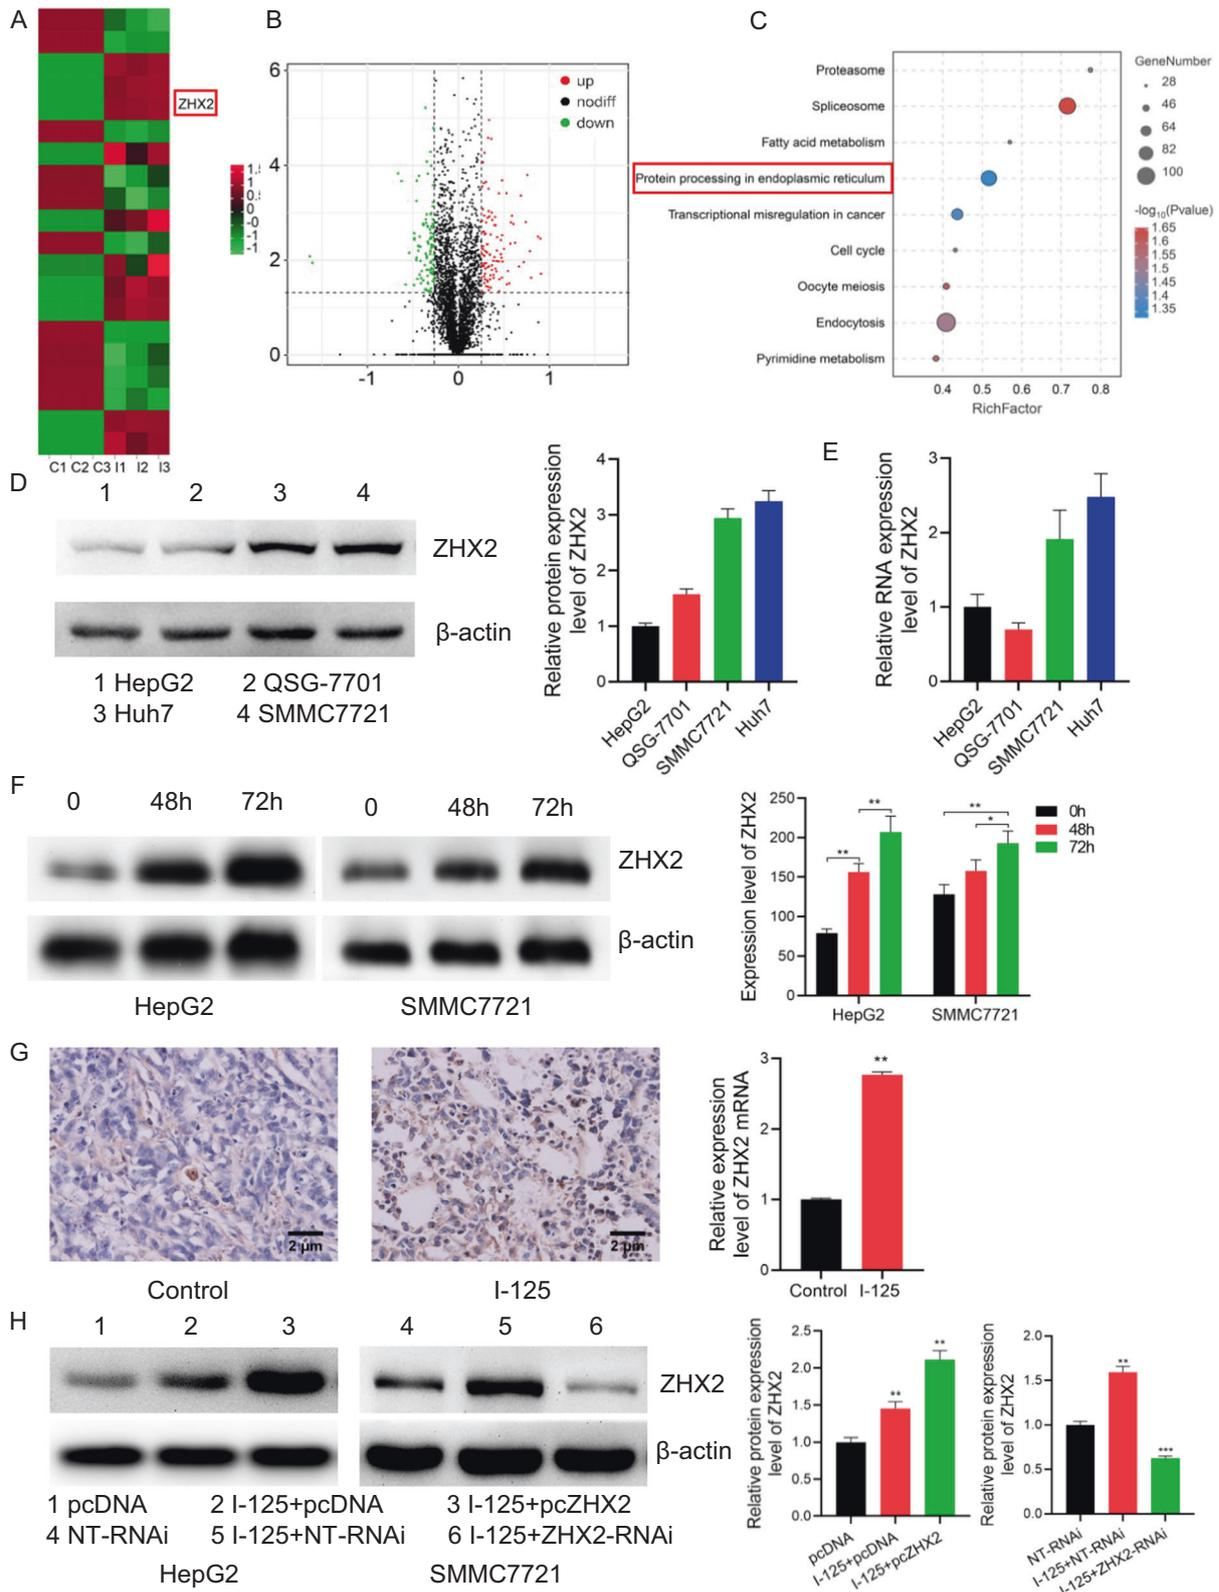 A
ZHX2
1.
1
0.
0
-0
-1
-1
C1 C2 C3 I1 I2 I3
B
6
4
2
0
-1 0 1
up
nodiff
down
C
Proteasome
Spliceosome
Fatty acid metabolism
Protein processing in endoplasmic reticulum
Transcriptional misregulation in cancer
Cell cycle
Oocyte meiosis
Endocytosis
Pyrimidine metabolism
0.4 0.5 0.6 0.7 0.8
RichFactor
GeneNumber
28
46
64
82
100
-log10(Pvalue)
1.65
1.6
1.55
1.5
1.45
1.4
1.35
D
1 2 3 4
ZHX2
β-actin
1 HepG2 2 QSG-7701
3 Huh7 4 SMMC7721
Relative protein expression
level of ZHX2
4
3
2
1
0
HepG2
QSG-7701
SMMC7721
Huh7
E
Relative RNA expression
level of ZHX2
3
2
1
0
HepG2
QSG-7701
SMMC7721
Huh7
F
0 48h 72h 0 48h 72h
ZHX2
β-actin
HepG2 SMMC7721
Expression level of ZHX2
250
200
150
100
50
0
** ** ** *
HepG2 SMMC7721
0h
48h
72h
G
2 μm
2 μm
Control I-125
Relative expression
level of ZHX2 mRNA
3
2
1
0
**
Control I-125
H
1 2 3 4 5 6
ZHX2
β-actin
1 pcDNA 2 I-125+pcDNA 3 I-125+pcZHX2
4 NT-RNAi 5 I-125+NT-RNAi 6 I-125+ZHX2-RNAi
HepG2 SMMC7721
Relative protein expression
level of ZHX2
2.5
2.0
1.5
1.0
0.5
0.0
** **
pcDNA
I-125+pcDNA
I-125+pcZHX2
Relative protein expression
level of ZHX2
2.0
1.5
1.0
0.5
0.0
** ***
NT-RNAi
I-125+NT-RNAi
I-125+ZHX2-RNAi